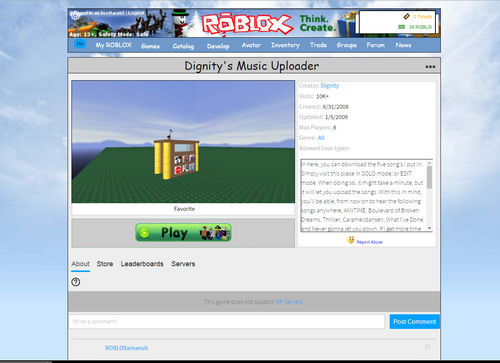 Age: 13+, Safety Mode: Safe
ROBLOX
Think.
Create.
0 Tickets
ROBUX
My ROBLOX Games Catalog Develop Avatar Inventory Trade Groups Forum News
Dignity's Music Uploader
Creator: Dignity
Visits: 10K+
Created: 8/31/2008
Updated: 1/5/2009
Max Players: 8
Genre: All
Allowed Gear types:
In here, you can download the five song's i put in.
Simply visit this place in SOLO mode, or EDIT
mode. When doing so, it might take a minute, but
it will let you upload the songs. With this in mind,
you'll be able, from now on to hear the following
songs anywhere, ANYTIME. Boulevard of Broken
Dreams, Thriller, Caramelldansen, What I've Done,
and Never gonna let you down. if i get more time
Report Abuse
Favorite
Play
About Store Leaderboards Servers
This game does not support VIP Servers.
Write a comment!
Post Comment
ROBLOXamanub